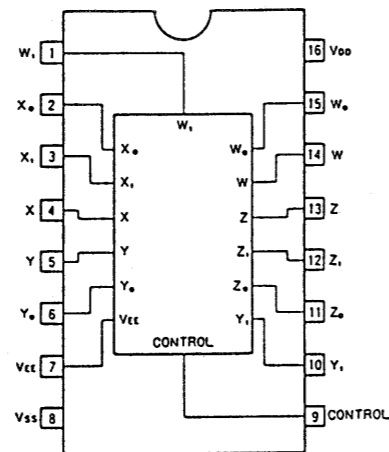 W₁ 1
16 VDD
X₀ 2
15 W₀
W₁
X₁ 3
X₀ W₀
14 W
X₁ W
X 4
X Z
13 Z
Y 5
Y Z₁
12 Z₁
Y₀ 6
Y₀ Z₀
11 Z₀
VEE Y₁
CONTROL
VEE 7
10 Y₁
VSS 8
9 CONTROL